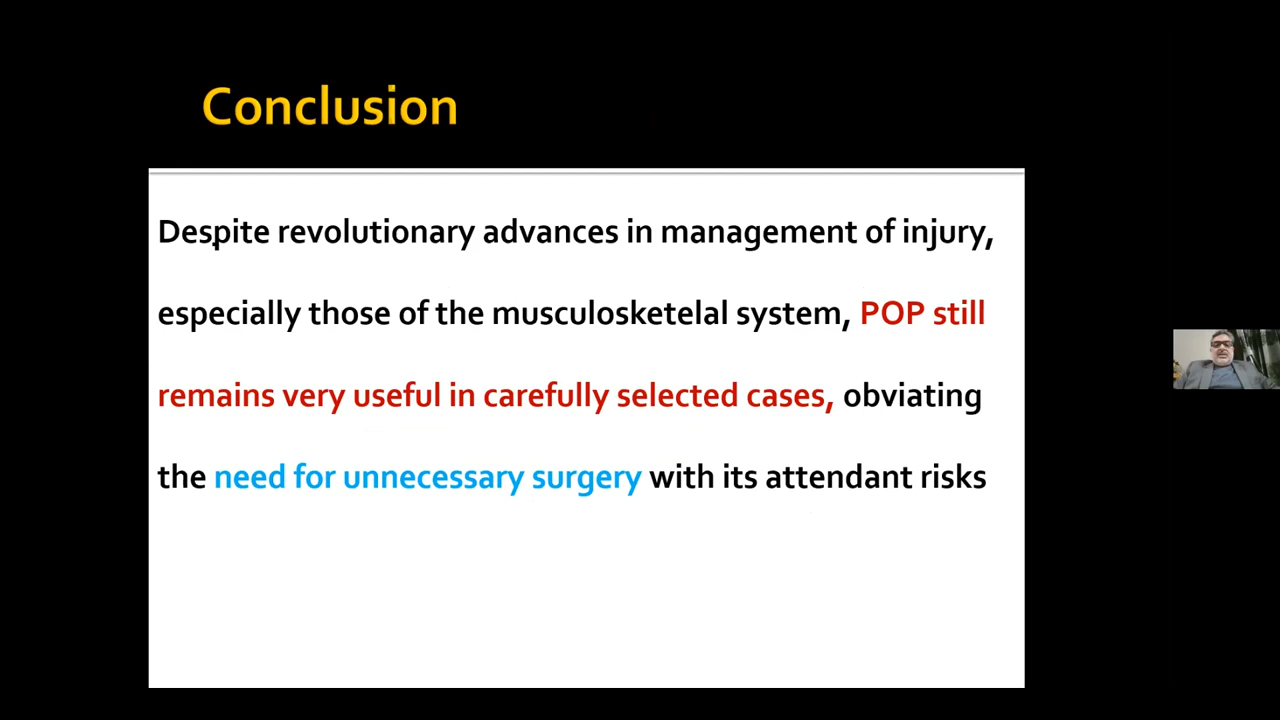 Conclusion
Despite revolutionary advances in management of injury,
especially those of the musculosketelal system, POP still
remains very useful in carefully selected cases, obviating
the need for unnecessary surgery with its attendant risks